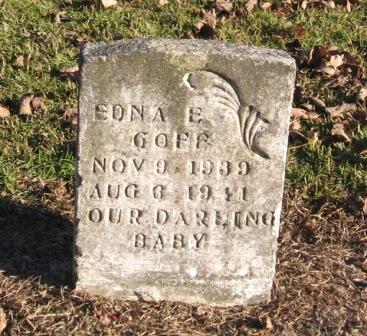 EDNA E
GOFF
NOV 9 1939
AUG 6 1941
OUR DARLING
BABY